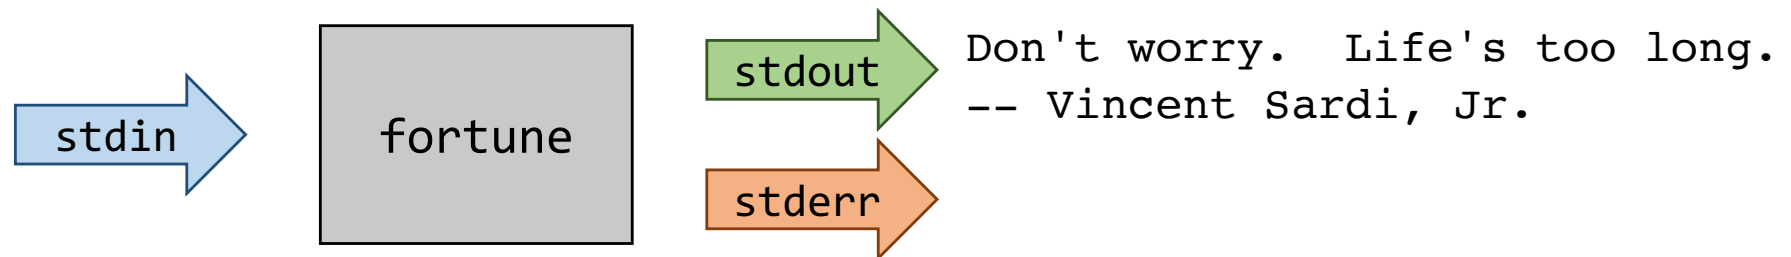 stdin
fortune
stdout
stderr
Don't worry.  Life's too long.
-- Vincent Sardi, Jr.